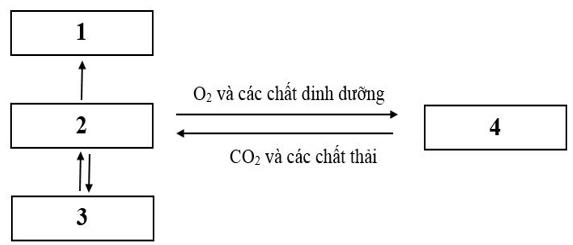 1
O₂ và các chất dinh dưỡng
2
4
CO₂ và các chất thải
3